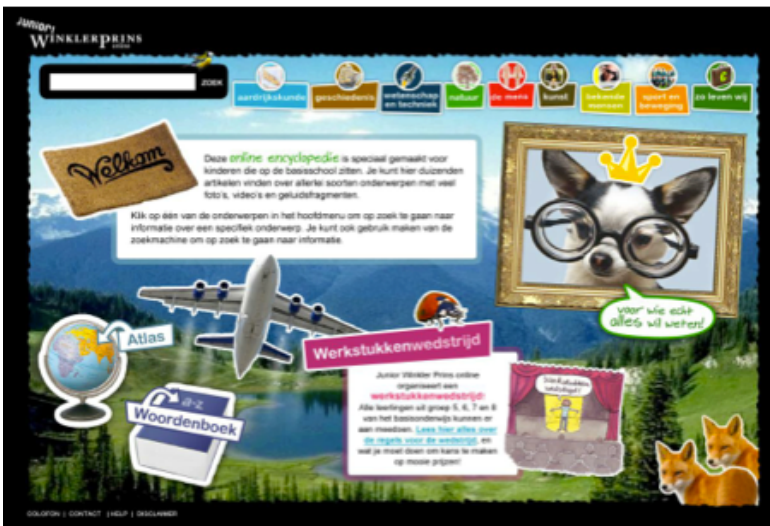 junior!
WINKLERPRINS
online
ZOEK
aardrijkskunde
geschiedenis
wetenschap
en techniek
natuur
de mens
kunst
bekende
mensen
sport en
beweging
zo leven wij
Welkom
Deze online encyclopedie is speciaal gemaakt voor
kinderen die op de basisschool zitten. Je kunt hier duizenden
artikelen vinden over allerlei soorten onderwerpen met veel
foto's, video's en geluidsfragmenten.
Klik op één van de onderwerpen in het hoofdmenu om op zoek te gaan naar
informatie over een specifiek onderwerp. Je kunt ook gebruik maken van de
zoekmachine om op zoek te gaan naar informatie.
voor wie echt
alles wil weten!
Atlas
a-z
Woordenboek
Werkstukkenwedstrijd
Junior Winkler Prins online
organiseert een
werkstukkenwedstrijd!
Alle leerlingen uit groep 5, 6, 7 en 8
van het basisonderwijs kunnen er
aan meedoen. Lees hier alles over
de regels voor de wedstrijd, en
wat je moet doen om kans te maken
op mooie prijzen!
COLOFON | CONTACT | HELP | DISCLAIMER